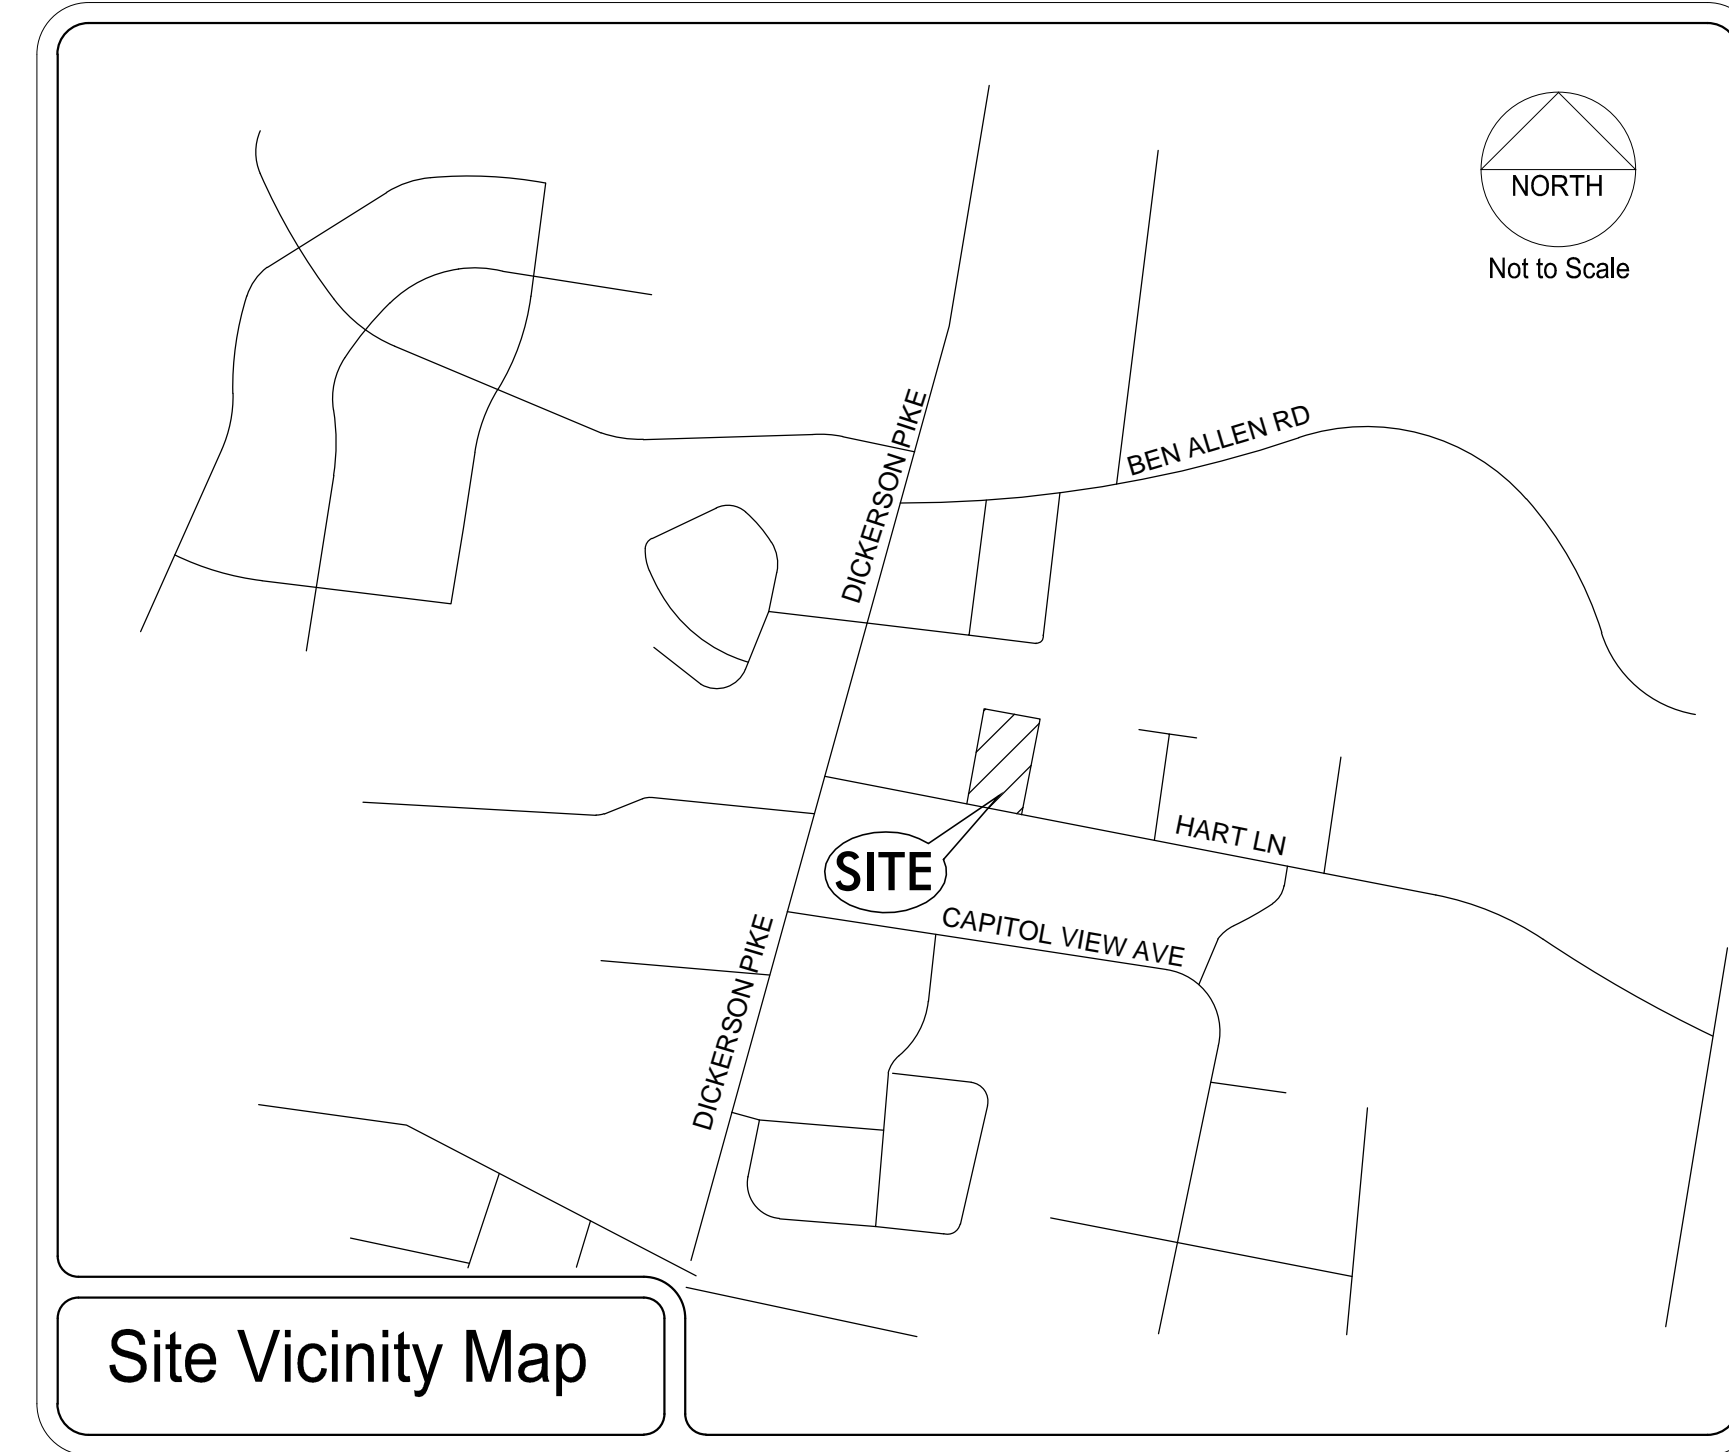 NORTH
Not to Scale
DICKERSON PIKE
BEN ALLEN RD
HART LN
SITE
CAPITOL VIEW AVE
DICKERSON PIKE
Site Vicinity Map